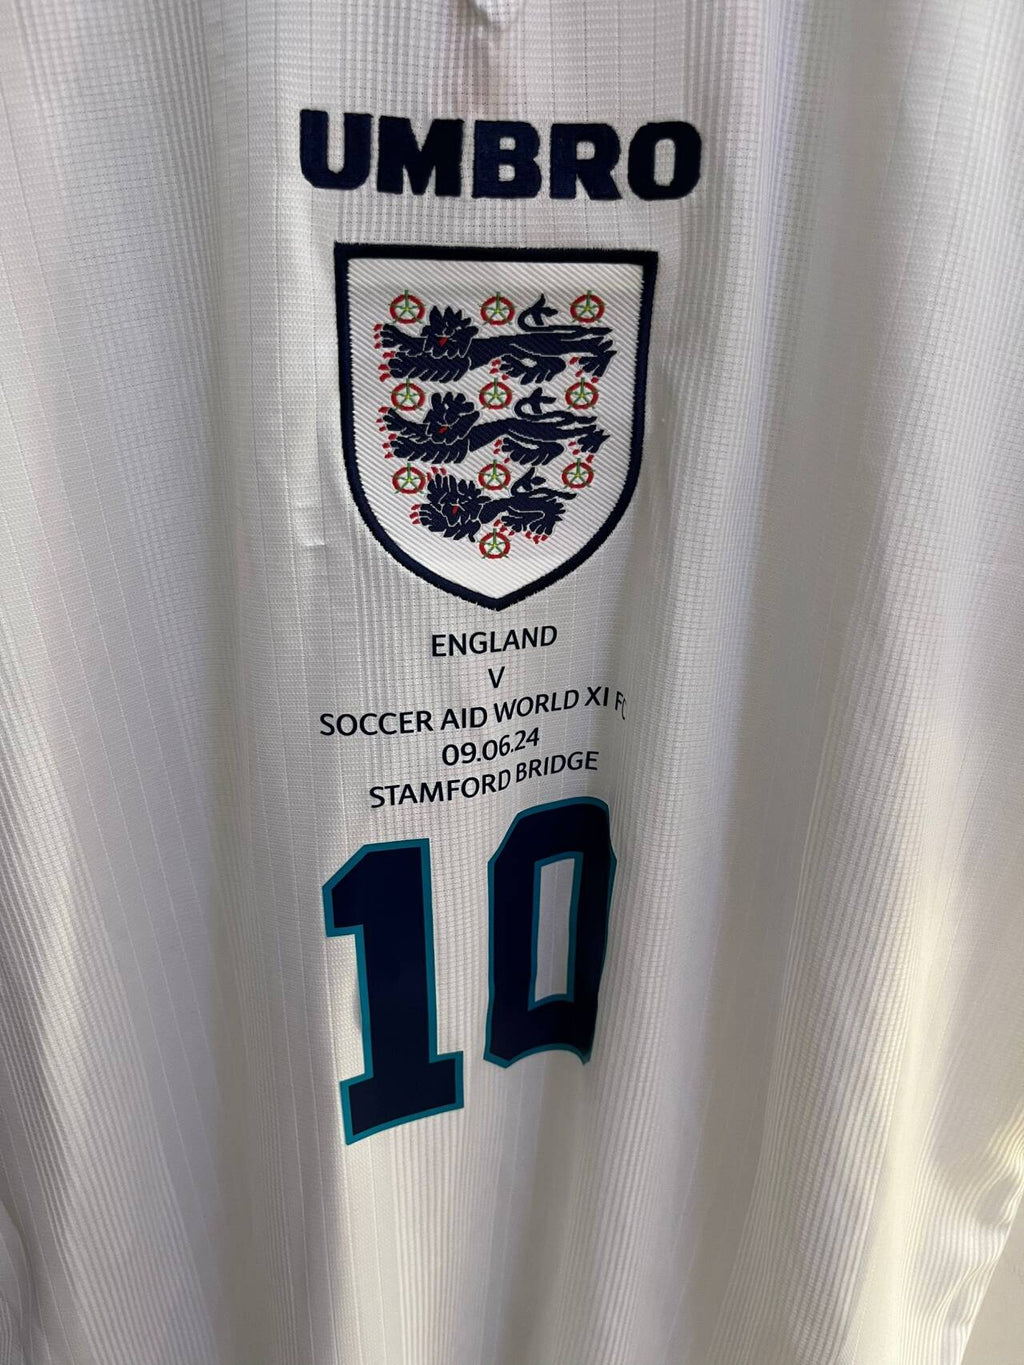 UMBRO
ENGLAND
V
SOCCER AID WORLD XI FC
09.06.24
STAMFORD BRIDGE
10